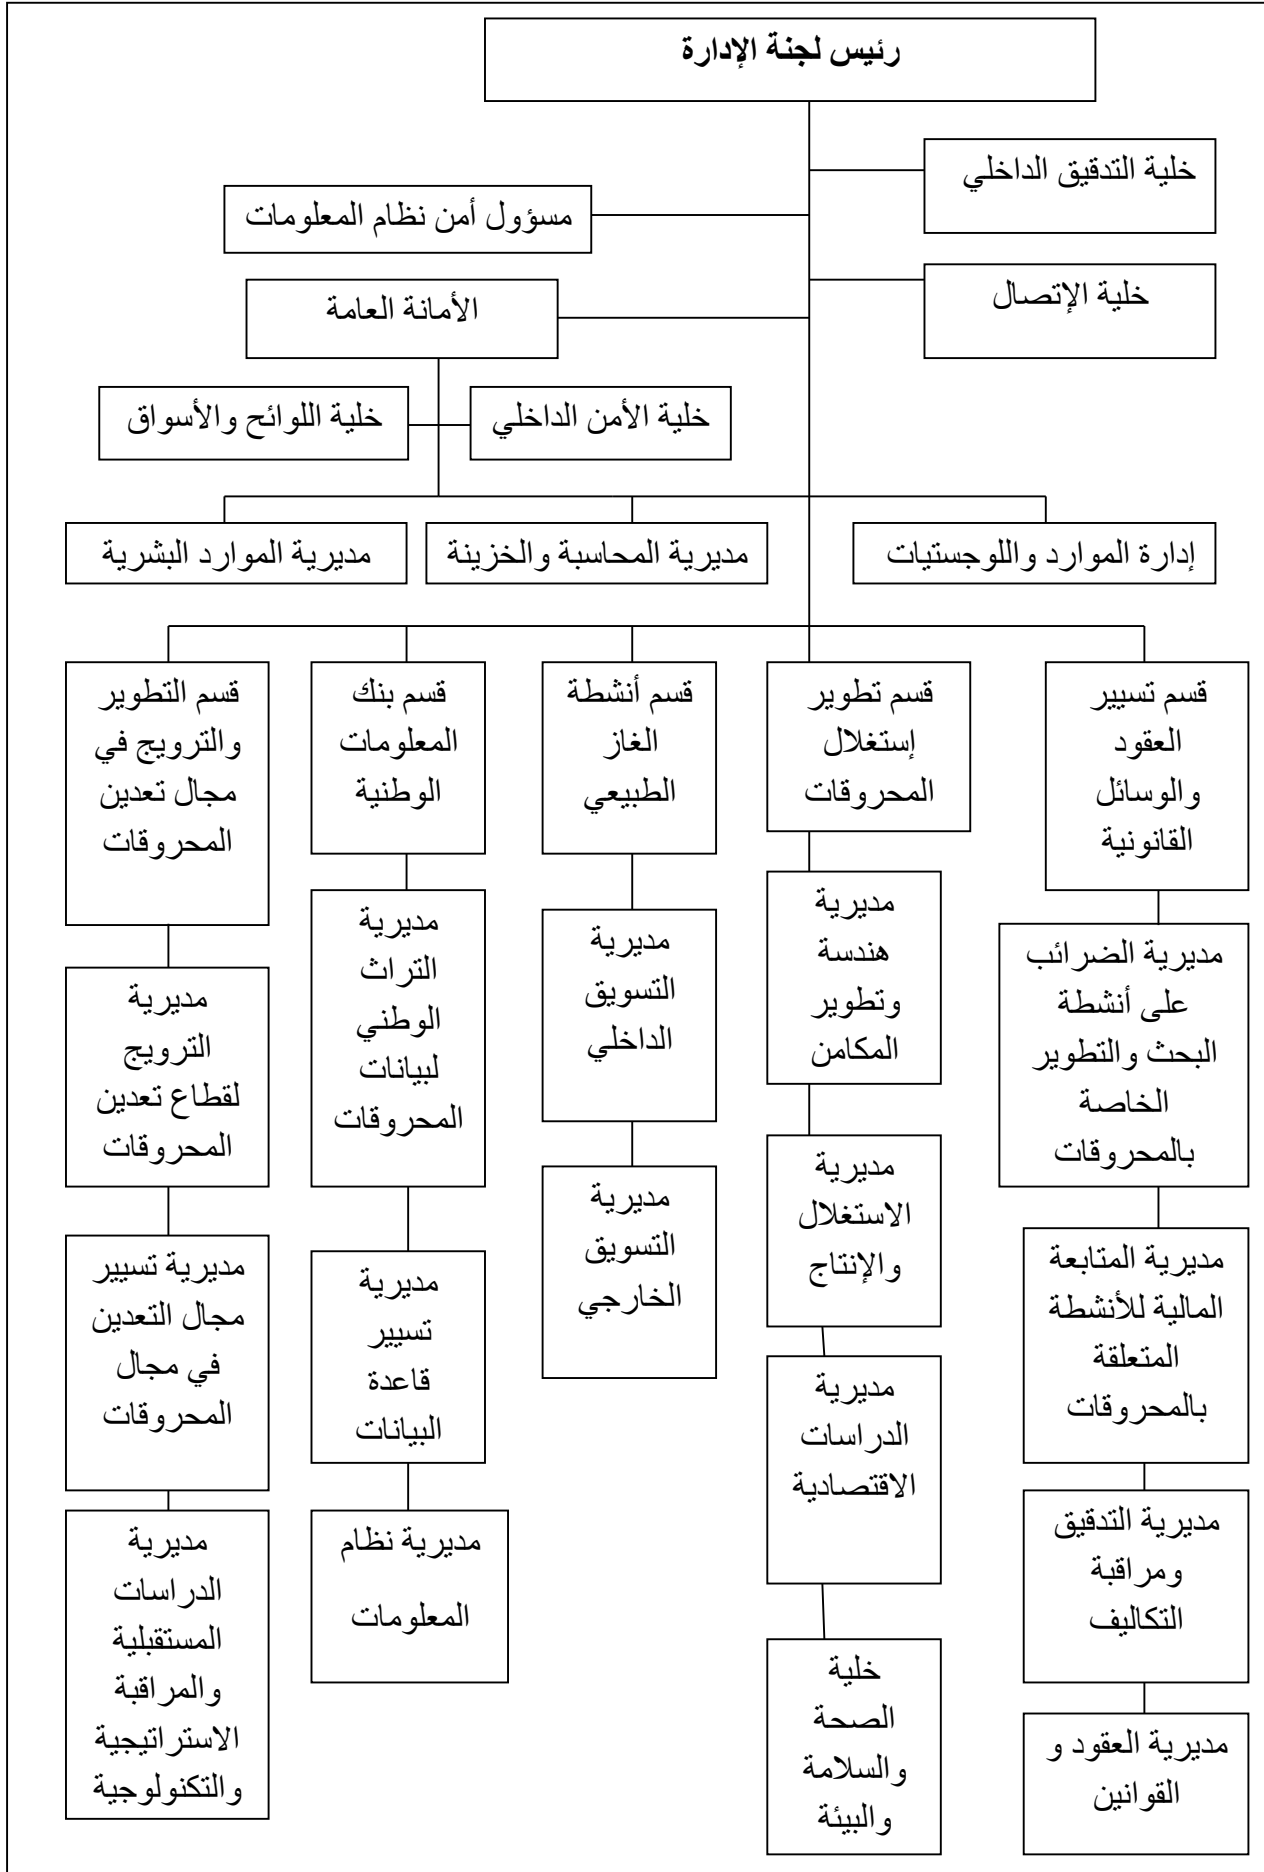 رئيس لجنة الإدارة
خلية التدقيق الداخلي
مسؤول أمن نظام المعلومات
خلية الإتصال
الأمانة العامة
خلية الأمن الداخلي
خلية اللوائح والأسواق
إدارة الموارد واللوجستيات
مديرية المحاسبة والخزينة
مديرية الموارد البشرية
قسم تسيير
العقود
والوسائل
القانونية
مديرية الضرائب
على أنشطة
البحث والتطوير
الخاصة
بالمحروقات
مديرية المتابعة
المالية للأنشطة
المتعلقة
بالمحروقات
مديرية التدقيق
ومراقبة
التكاليف
مديرية العقود و
القوانين
قسم تطوير
إستغلال
المحروقات
مديرية
هندسة
وتطوير
المكامن
مديرية
الاستغلال
والإنتاج
مديرية
الدراسات
الاقتصادية
خلية
الصحة
والسلامة
والبيئة
قسم أنشطة
الغاز
الطبيعي
مديرية
التسويق
الداخلي
مديرية
التسويق
الخارجي
قسم بنك
المعلومات
الوطنية
مديرية
التراث
الوطني
لبيانات
المحروقات
مديرية
تسيير
قاعدة
البيانات
مديرية نظام
المعلومات
قسم التطوير
والترويج في
مجال تعدين
المحروقات
مديرية
الترويج
لقطاع تعدين
المحروقات
مديرية تسيير
مجال التعدين
في مجال
المحروقات
مديرية
الدراسات
المستقبلية
والمراقبة
الاستراتيجية
والتكنولوجية